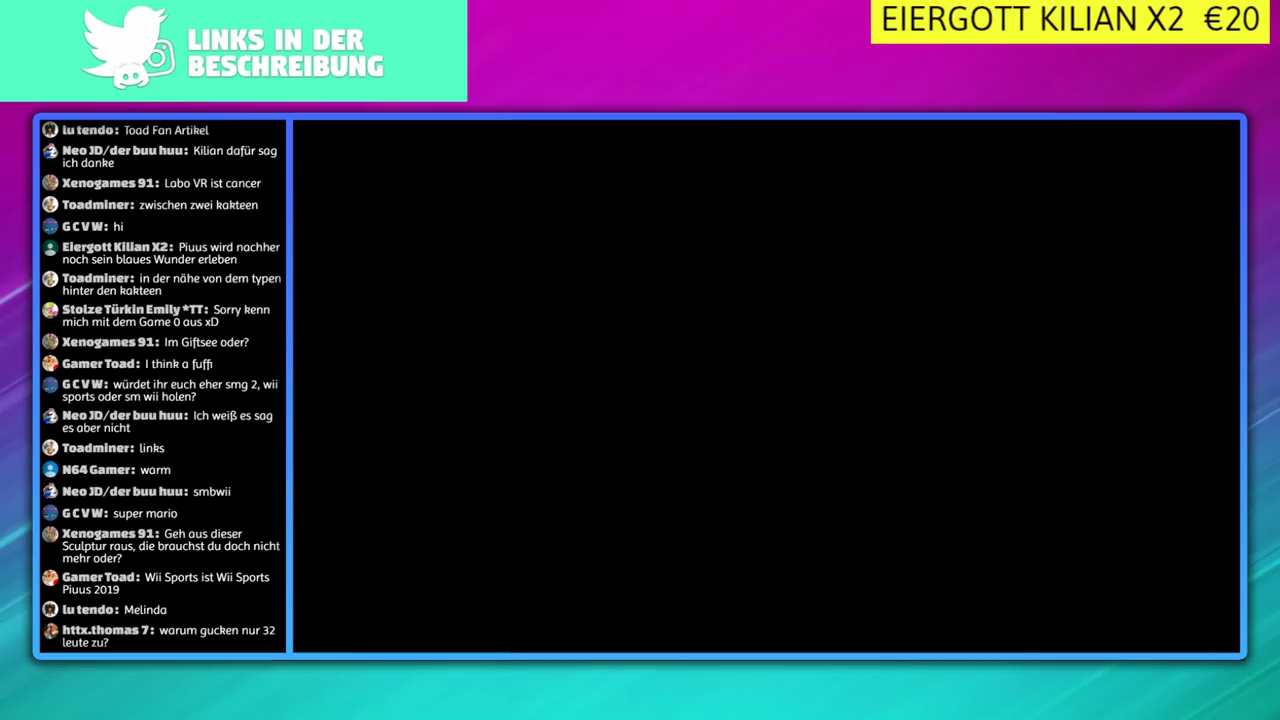 LINKS IN DER
BESCHREIBUNG
EIERGOTT KILIAN X2 €20
lu tendo: Toad Fan Artikel
Neo JD/der buu huu: Kilian dafür sag
ich danke
Xenogames 91: Labo VR ist cancer
Toadminer: zwischen zwei kakteen
G C V W: hi
Eiergott Kilian X2: Piuus wird nachher
noch sein blaues Wunder erleben
Toadminer: in der nähe von dem typen
hinter den kakteen
Stolze Türkin Emily *TT: Sorry kenn
mich mit dem Game 0 aus xD
Xenogames 91: Im Giftsee oder?
Gamer Toad: I think a fuffi
G C V W: würdet ihr euch eher smg 2, wii
sports oder sm wii holen?
Neo JD/der buu huu: Ich weiß es sag
es aber nicht
Toadminer: links
N64 Gamer: warm
Neo JD/der buu huu: smbwii
G C V W: super mario
Xenogames 91: Geh aus dieser
Sculptur raus, die brauchst du doch nicht
mehr oder?
Gamer Toad: Wii Sports ist Wii Sports
Piuus 2019
lu tendo: Melinda
httx.thomas 7: warum gucken nur 32
leute zu?